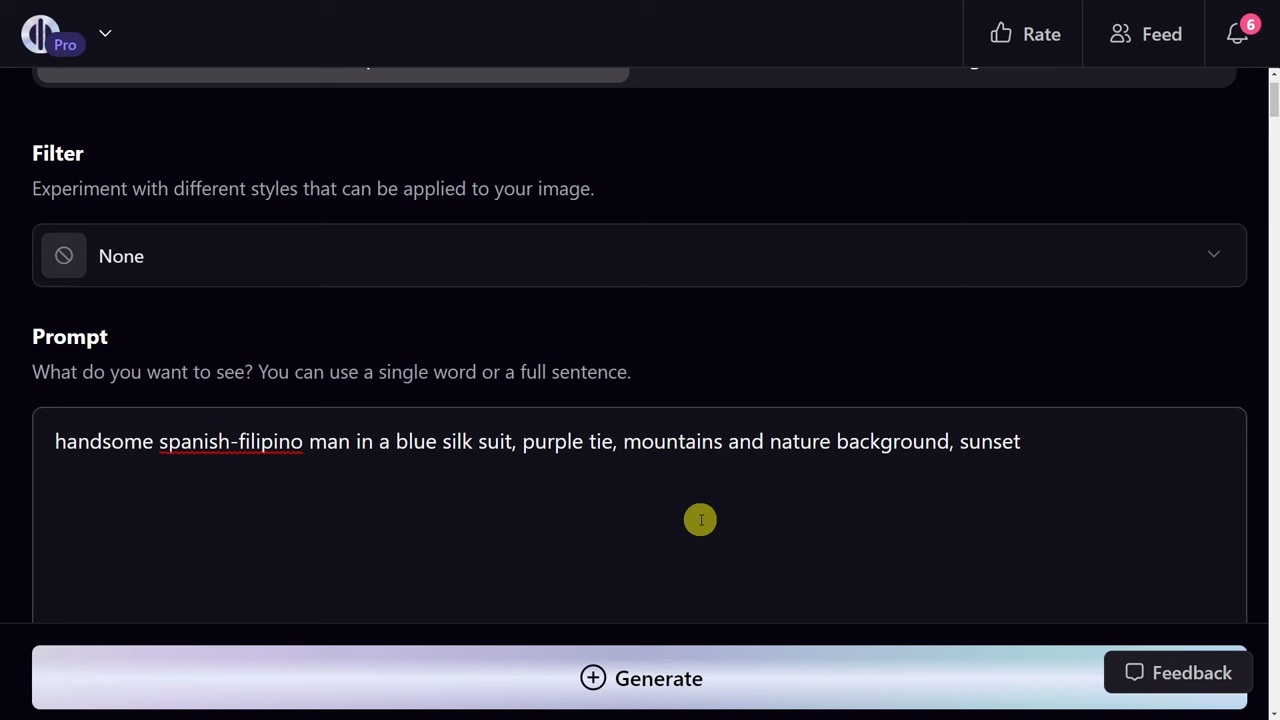 Pro
Rate
Feed
6
Filter
Experiment with different styles that can be applied to your image.
None
Prompt
What do you want to see? You can use a single word or a full sentence.
handsome spanish-filipino man in a blue silk suit, purple tie, mountains and nature background, sunset
Generate
Feedback